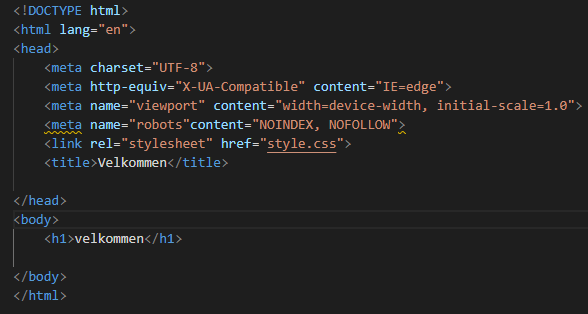 <!DOCTYPE html>
<html lang="en">
<head>
    <meta charset="UTF-8">
    <meta http-equiv="X-UA-Compatible" content="IE=edge">
    <meta name="viewport" content="width=device-width, initial-scale=1.0">
    <meta name="robots"content"NOINDEX, NOFOLLOW">
    <link rel="stylesheet" href="style.css">
    <title>Velkommen</title>
</head>
<body>
    <h1>velkommen</h1>
</body>
</html>